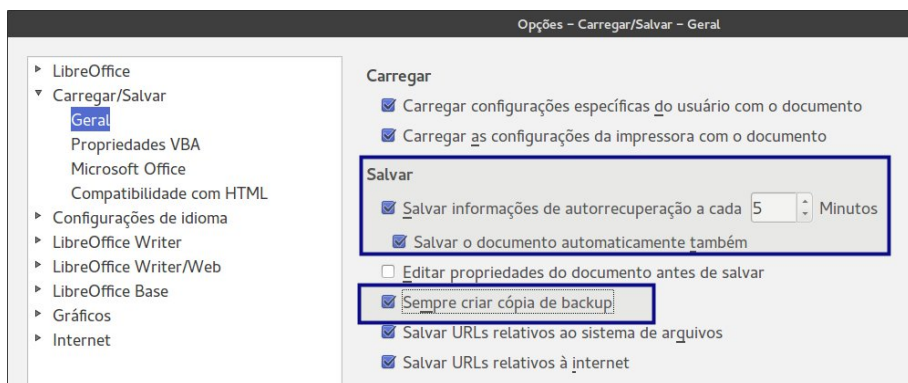 Opções – Carregar/Salvar – Geral
LibreOffice
Carregar/Salvar
Geral
Propriedades VBA
Microsoft Office
Compatibilidade com HTML
Configurações de idioma
LibreOffice Writer
LibreOffice Writer/Web
LibreOffice Base
Gráficos
Internet
Carregar
Carregar configurações específicas do usuário com o documento
Carregar as configurações da impressora com o documento
Salvar
Salvar informações de autorrecuperação a cada 5 Minutos
Salvar o documento automaticamente também
Editar propriedades do documento antes de salvar
Sempre criar cópia de backup
Salvar URLs relativos ao sistema de arquivos
Salvar URLs relativos à internet